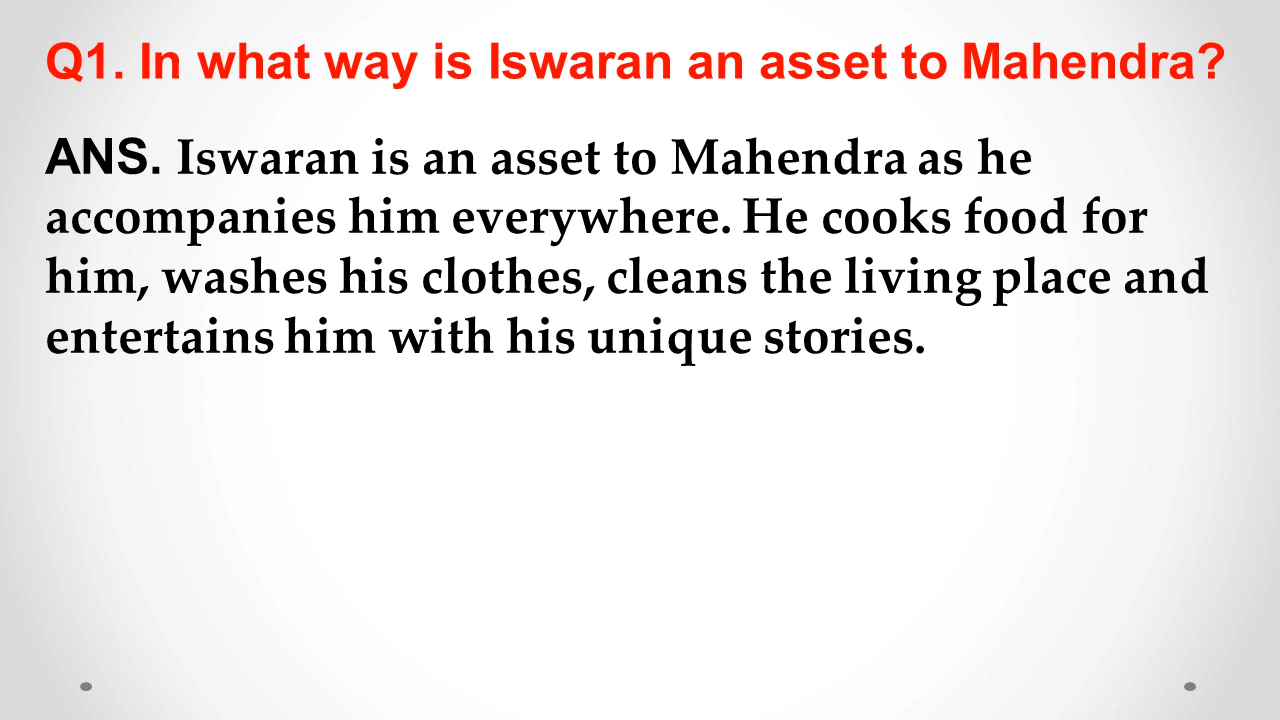 Q1. In what way is Iswaran an asset to Mahendra?
ANS. Iswaran is an asset to Mahendra as he
accompanies him everywhere. He cooks food for
him, washes his clothes, cleans the living place and
entertains him with his unique stories.